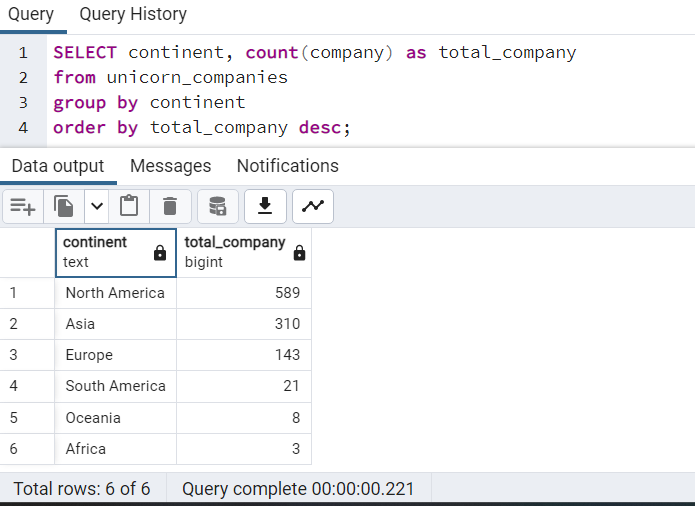 Query Query History
1 SELECT continent, count(company) as total_company
2 from unicorn_companies
3 group by continent
4 order by total_company desc;
Data output Messages Notifications
continent total_company
text bigint
1 North America 589
2 Asia 310
3 Europe 143
4 South America 21
5 Oceania 8
6 Africa 3
Total rows: 6 of 6 Query complete 00:00:00.221